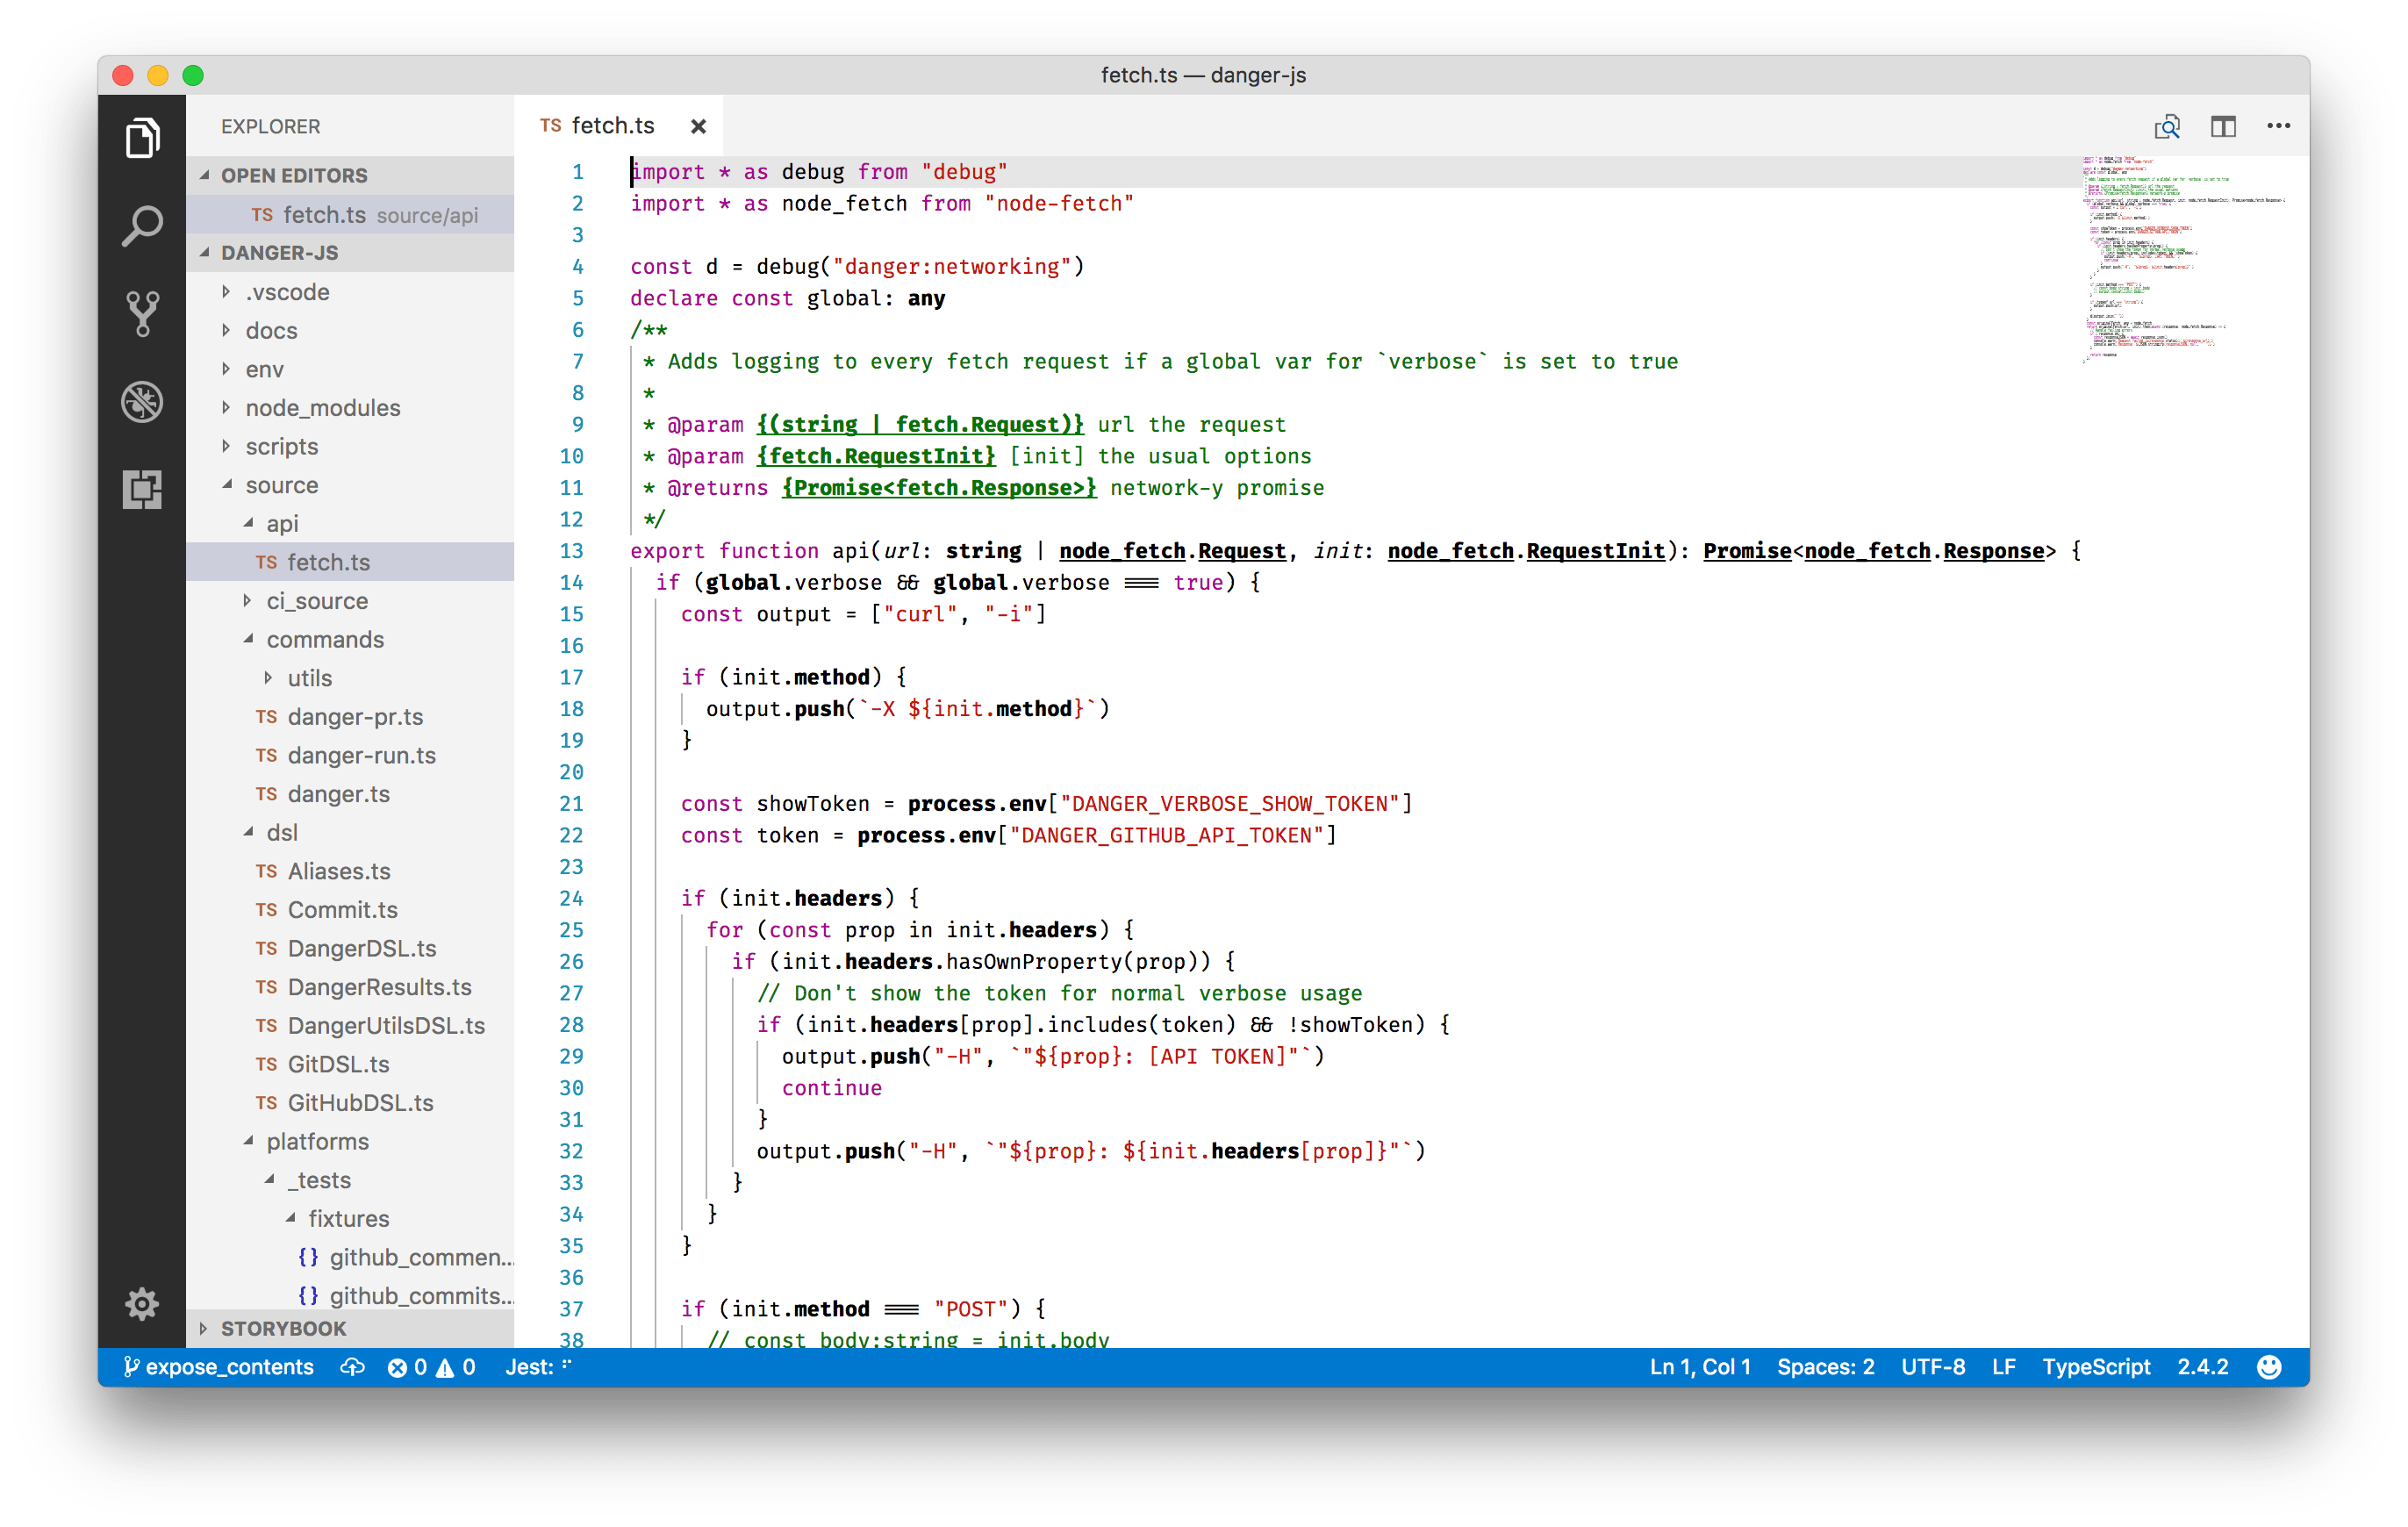 fetch.ts — danger-js
EXPLORER
OPEN EDITORS
TS fetch.ts source/api
DANGER-JS
.vscode
docs
env
node_modules
scripts
source
api
TS fetch.ts
ci_source
commands
utils
TS danger-pr.ts
TS danger-run.ts
TS danger.ts
dsl
TS Aliases.ts
TS Commit.ts
TS DangerDSL.ts
TS DangerResults.ts
TS DangerUtilsDSL.ts
TS GitDSL.ts
TS GitHubDSL.ts
platforms
_tests
fixtures
{} github_commen...
{} github_commits...
STORYBOOK
TS fetch.ts
1 import * as debug from "debug"
2 import * as node_fetch from "node-fetch"
3
4 const d = debug("danger:networking")
5 declare const global: any
6 /**
7 * Adds logging to every fetch request if a global var for `verbose` is set to true
8 *
9 * @param {(string | fetch.Request)} url the request
10 * @param {fetch.RequestInit} [init] the usual options
11 * @returns {Promise<fetch.Response>} network-y promise
12 */
13 export function api(url: string | node_fetch.Request, init: node_fetch.RequestInit): Promise<node_fetch.Response> {
14 if (global.verbose && global.verbose === true) {
15 const output = ["curl", "-i"]
16
17 if (init.method) {
18 output.push(`-X ${init.method}`)
19 }
20
21 const showToken = process.env["DANGER_VERBOSE_SHOW_TOKEN"]
22 const token = process.env["DANGER_GITHUB_API_TOKEN"]
23
24 if (init.headers) {
25 for (const prop in init.headers) {
26 if (init.headers.hasOwnProperty(prop)) {
27 // Don't show the token for normal verbose usage
28 if (init.headers[prop].includes(token) && !showToken) {
29 output.push("-H", `"${prop}: [API TOKEN]"`)
30 continue
31 }
32 output.push("-H", `"${prop}: ${init.headers[prop]}"`)
33 }
34 }
35 }
36
37 if (init.method === "POST") {
38 // const body:string = init.body
expose_contents 0 0 Jest:
Ln 1, Col 1 Spaces: 2 UTF-8 LF TypeScript 2.4.2